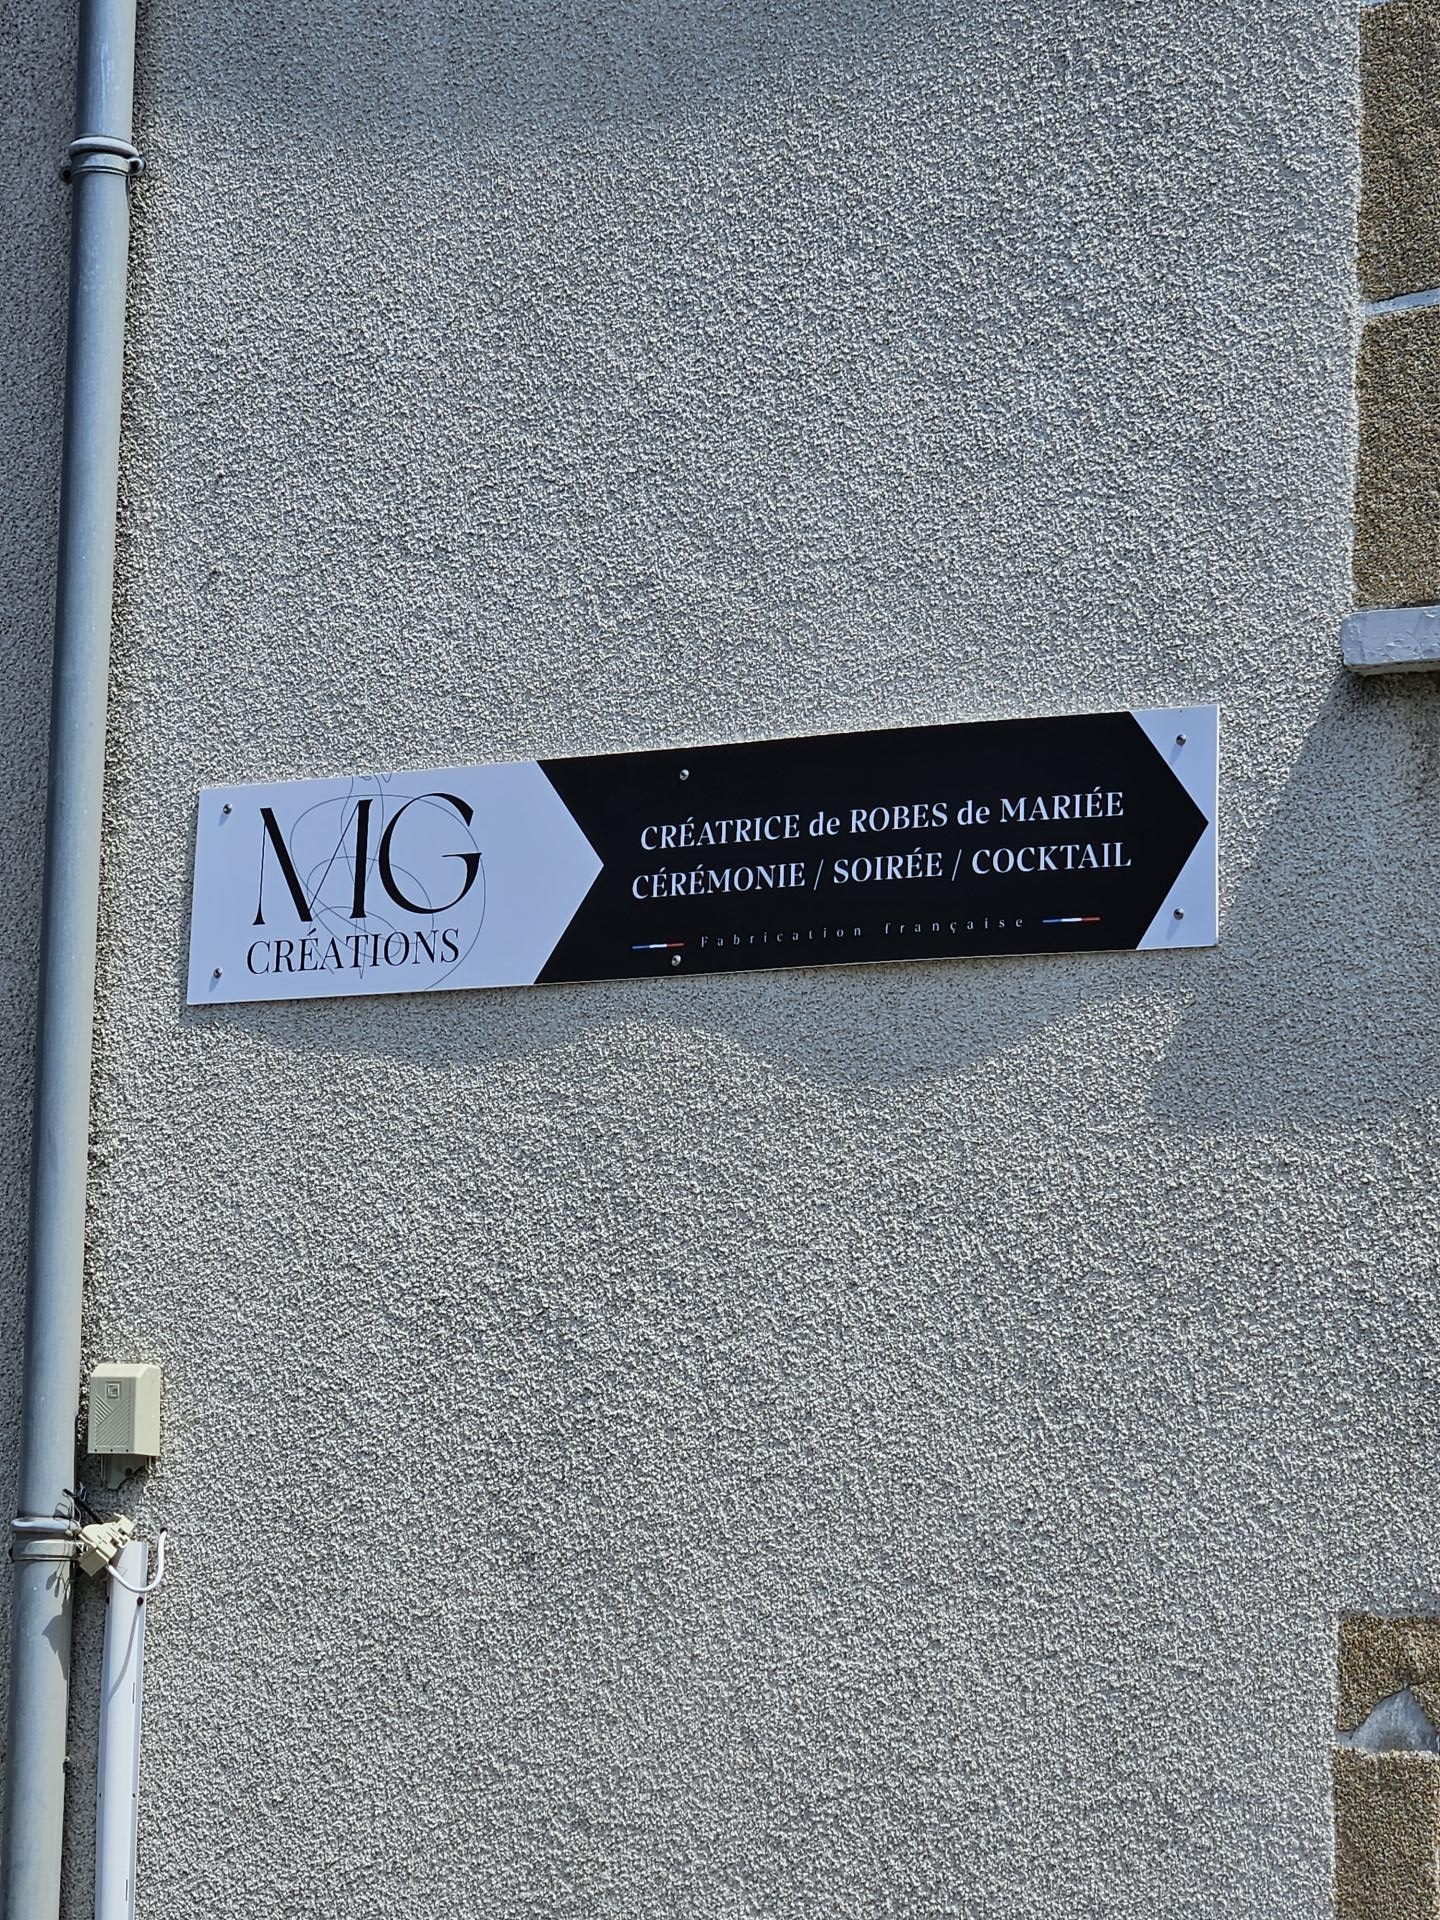 MG
CRÉATIONS
CRÉATRICE de ROBES de MARIÉE
CÉRÉMONIE / SOIRÉE / COCKTAIL
Fabrication française